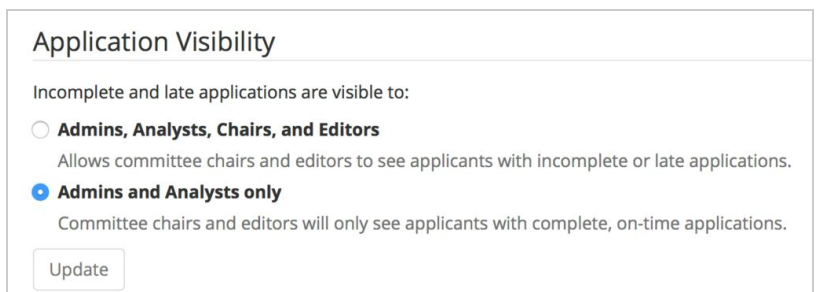 Application Visibility
Incomplete and late applications are visible to:
Admins, Analysts, Chairs, and Editors
Allows committee chairs and editors to see applicants with incomplete or late applications.
Admins and Analysts only
Committee chairs and editors will only see applicants with complete, on-time applications.
Update